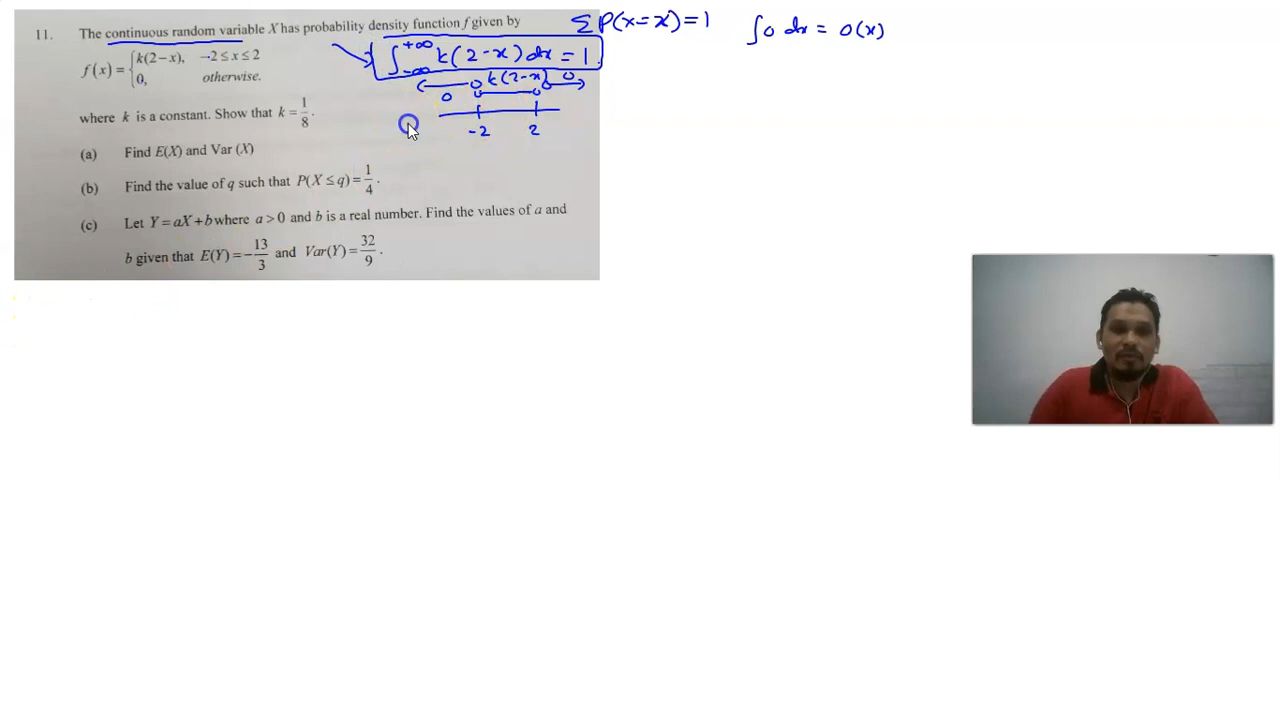 11. The continuous random variable X has probability density function f given by
f(x) = { k(2−x), −2 ≤ x ≤ 2
0, otherwise.
where k is a constant. Show that k = 1/8.
(a) Find E(X) and Var (X)
(b) Find the value of q such that P(X ≤ q) = 1/4.
(c) Let Y = aX + b where a > 0 and b is a real number. Find the values of a and
b given that E(Y) = −13/3 and Var(Y) = 32/9.
∑P(X=x)=1
∫0 dx = 0(x)
∫_{-∞}^{+∞} k(2-x)dx = 1.
k(2-x) 0
0
-2 2